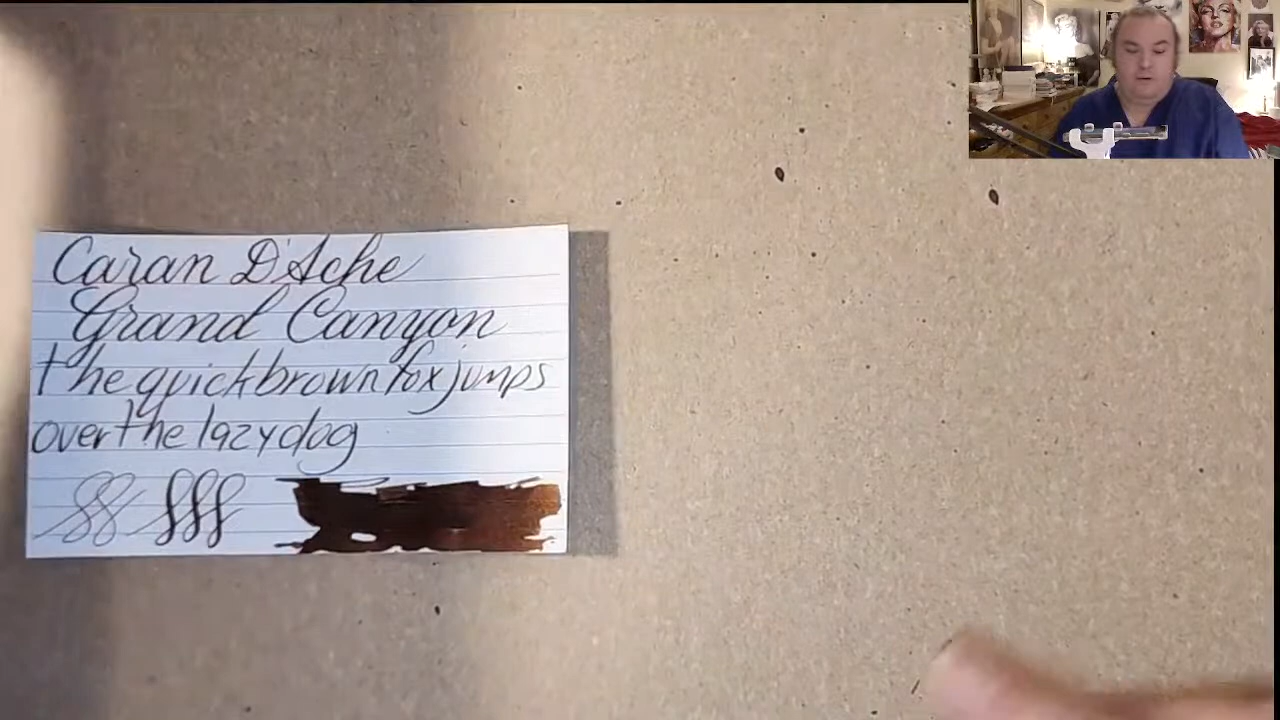 Caran D'Ache
Grand Canyon
the quick brown fox jumps
over the lazy dog